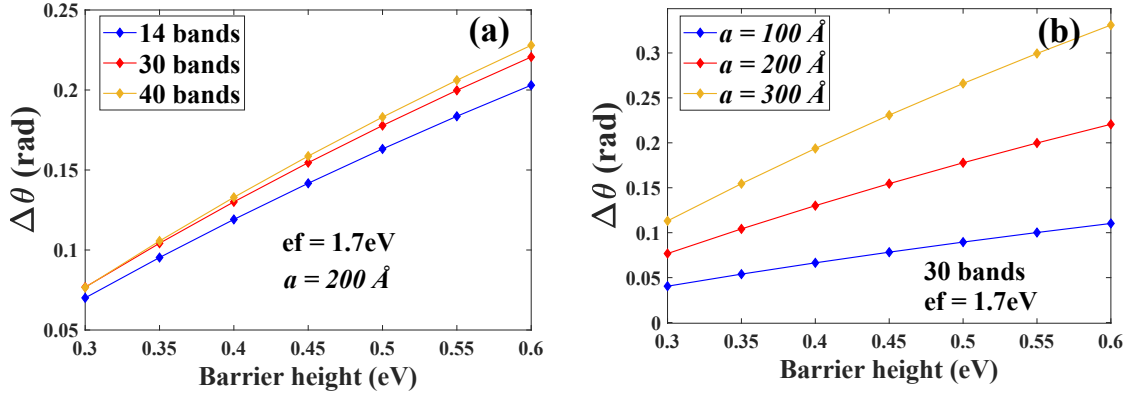 (a)
14 bands
30 bands
40 bands
Δθ (rad)
0.25
0.2
0.15
0.1
0.05
ef = 1.7eV
a = 200 Å
0.3 0.35 0.4 0.45 0.5 0.55 0.6
Barrier height (eV)
(b)
a = 100 Å
a = 200 Å
a = 300 Å
Δθ (rad)
0.3
0.25
0.2
0.15
0.1
0.05
0
30 bands
ef = 1.7eV
0.3 0.35 0.4 0.45 0.5 0.55 0.6
Barrier height (eV)